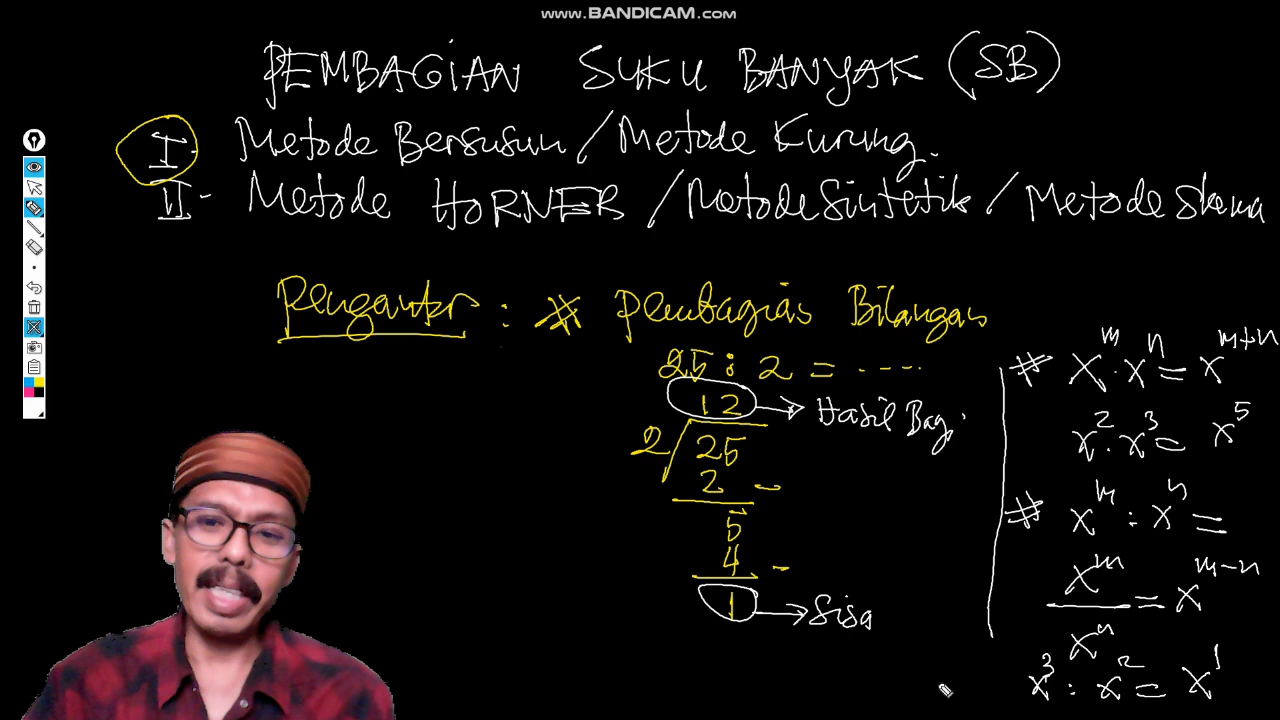 www.BANDICAM.com
PEMBAGIAN SUKU BANYAK (SB)
I. Metode Bersusun / Metode Kurung.
II. Metode HORNER / Metode Sintetik / Metode Skema
Pengantar : # Pembagian Bilangan
25 : 2 = ....
12 → Hasil Bagi
2 / 25
2 -
5
4 -
1 → Sisa
# x^m . x^n = x^{m+n}
x^2 . x^3 = x^5
# x^m : x^n =
x^m / x^n = x^{m-n}
x^3 : x^2 = x^1